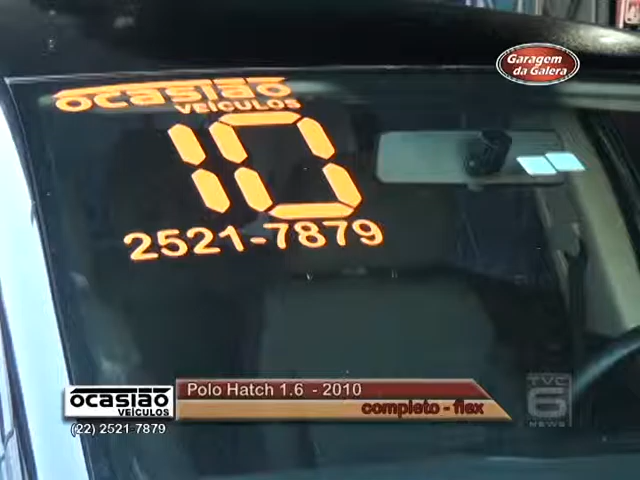 Garagem
da Galera
ocasião
VEÍCULOS
10
2521-7879
ocasião
VEÍCULOS
(22) 2521 7879
Polo Hatch 1.6 - 2010
completo - flex
TVC
6
NEWS